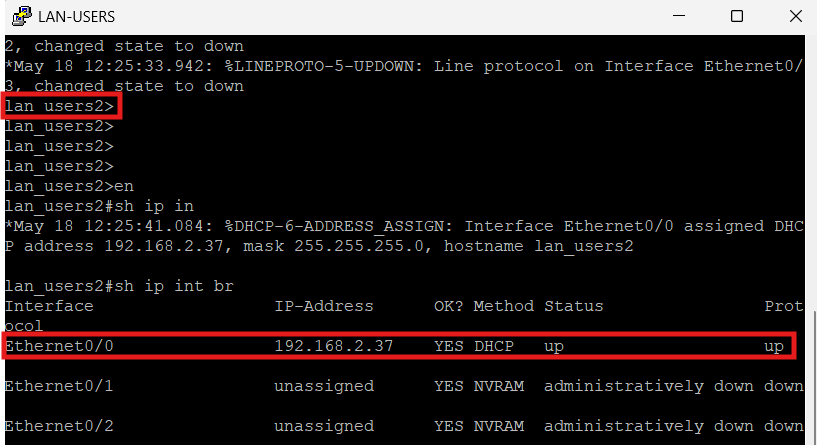 LAN-USERS
2, changed state to down
*May 18 12:25:33.942: %LINEPROTO-5-UPDOWN: Line protocol on Interface Ethernet0/
3, changed state to down
lan_users2>
lan_users2>
lan_users2>
lan_users2>
lan_users2>en
lan_users2#sh ip in
*May 18 12:25:41.084: %DHCP-6-ADDRESS_ASSIGN: Interface Ethernet0/0 assigned DHC
P address 192.168.2.37, mask 255.255.255.0, hostname lan_users2
lan_users2#sh ip int br
Interface IP-Address OK? Method Status Prot
ocol
Ethernet0/0 192.168.2.37 YES DHCP up up
Ethernet0/1 unassigned YES NVRAM administratively down down
Ethernet0/2 unassigned YES NVRAM administratively down down